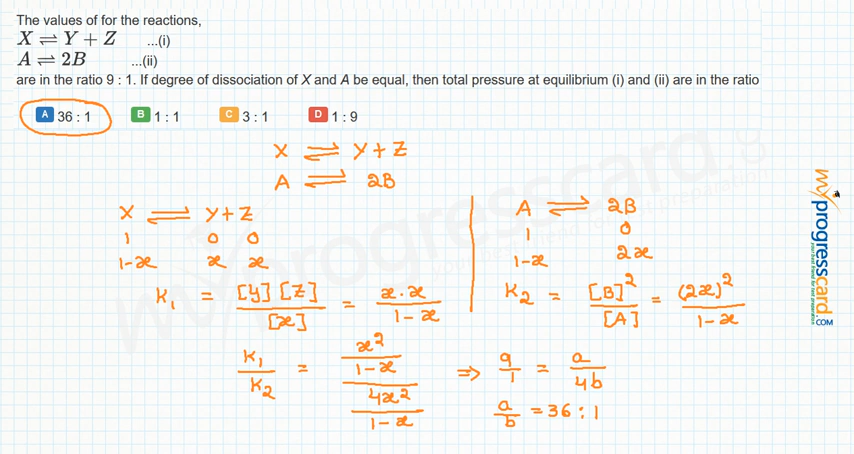 The values of for the reactions,
X ⇌ Y + Z ...(i)
A ⇌ 2B ...(ii)
are in the ratio 9 : 1. If degree of dissociation of X and A be equal, then total pressure at equilibrium (i) and (ii) are in the ratio
A 36 : 1 B 1 : 1 C 3 : 1 D 1 : 9
X ⇌ Y + Z
A ⇌ 2B
X ⇌ Y + Z
1 0 0
1-x x x
K₁ = [Y] [Z] / [x] = x · x / 1 - x
A ⇌ 2B
1 0
1-x 2x
K₂ = [B]² / [A] = (2x)² / 1 - x
K₁ / K₂ = (x² / 1 - x) / (4x² / 1 - x) ⇒ 9/1 = a/4b
a/b = 36 : 1
myprogresscard.COM
myprogresscard